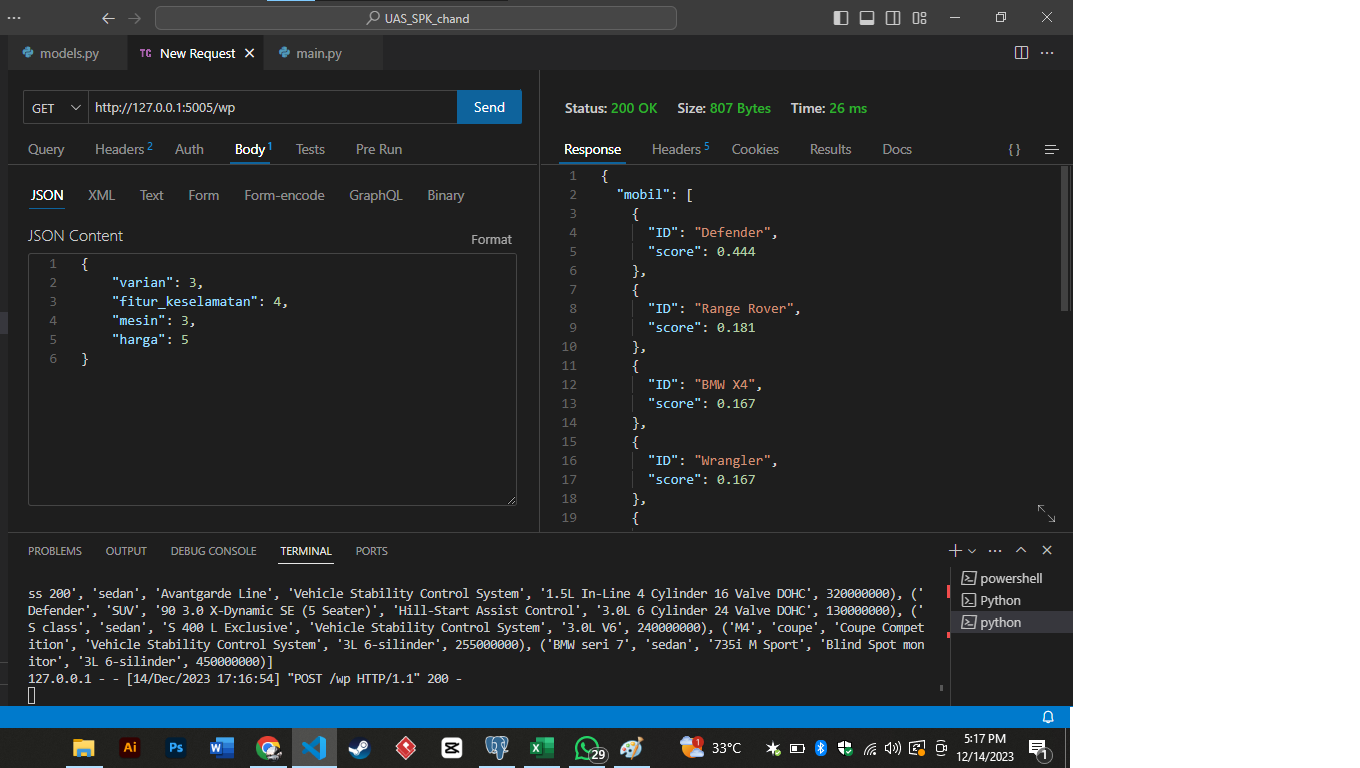 UAS_SPK_chand
models.py
TC New Request
main.py
GET
http://127.0.0.1:5005/wp
Send
Query
Headers 2
Auth
Body 1
Tests
Pre Run
JSON
XML
Text
Form
Form-encode
GraphQL
Binary
JSON Content
Format
1 {
2 "varian": 3,
3 "fitur_keselamatan": 4,
4 "mesin": 3,
5 "harga": 5
6 }
Status: 200 OK Size: 807 Bytes Time: 26 ms
Response
Headers 5
Cookies
Results
Docs
{ }
1 {
2 "mobil": [
3 {
4 "ID": "Defender",
5 "score": 0.444
6 },
7 {
8 "ID": "Range Rover",
9 "score": 0.181
10 },
11 {
12 "ID": "BMW X4",
13 "score": 0.167
14 },
15 {
16 "ID": "Wrangler",
17 "score": 0.167
18 },
19 {
PROBLEMS
OUTPUT
DEBUG CONSOLE
TERMINAL
PORTS
ss 200', 'sedan', 'Avantgarde Line', 'Vehicle Stability Control System', '1.5L In-Line 4 Cylinder 16 Valve DOHC', 320000000), ('
Defender', 'SUV', '90 3.0 X-Dynamic SE (5 Seater)', 'Hill-Start Assist Control', '3.0L 6 Cylinder 24 Valve DOHC', 130000000), ('
S class', 'sedan', 'S 400 L Exclusive', 'Vehicle Stability Control System', '3.0L V6', 240000000), ('M4', 'coupe', 'Coupe Compet
ition', 'Vehicle Stability Control System', '3L 6-silinder', 255000000), ('BMW seri 7', 'sedan', '735i M Sport', 'Blind Spot mon
itor', '3L 6-silinder', 450000000)]
127.0.0.1 - - [14/Dec/2023 17:16:54] "POST /wp HTTP/1.1" 200 -
powershell
Python
python
Ai
Ps
W
X
29
1
33°C
5:17 PM
12/14/2023
1